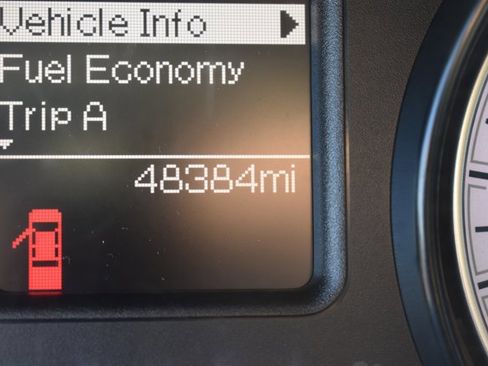 Vehicle Info
Fuel Economy
Trip A
48384mi